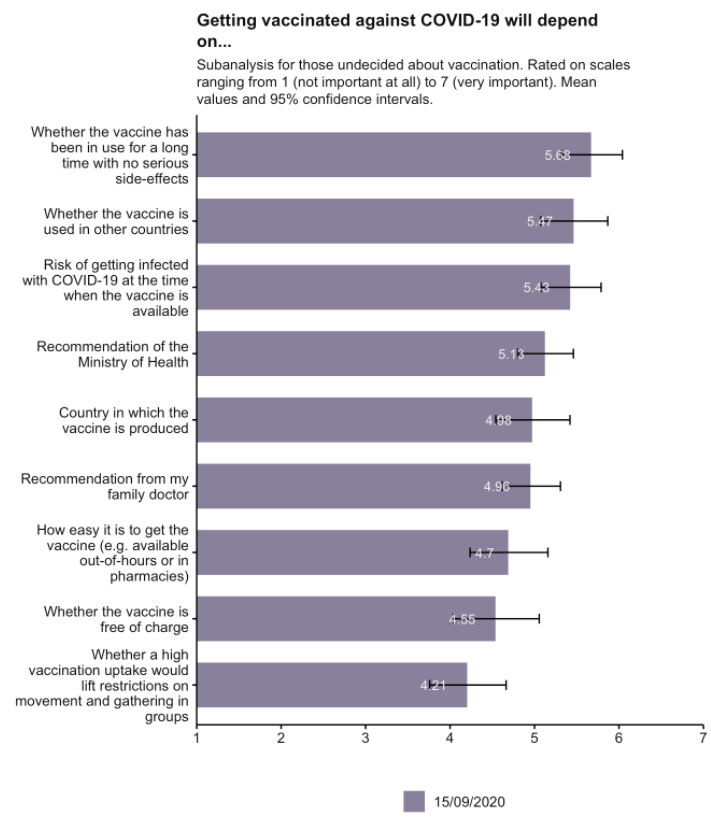 Getting vaccinated against COVID-19 will depend
on...
Subanalysis for those undecided about vaccination. Rated on scales
ranging from 1 (not important at all) to 7 (very important). Mean
values and 95% confidence intervals.
Whether the vaccine has
been in use for a long
time with no serious
side-effects
5.68
Whether the vaccine is
used in other countries
5.47
Risk of getting infected
with COVID-19 at the time
when the vaccine is
available
5.43
Recommendation of the
Ministry of Health
5.13
Country in which the
vaccine is produced
4.98
Recommendation from my
family doctor
4.96
How easy it is to get the
vaccine (e.g. available
out-of-hours or in
pharmacies)
4.7
Whether the vaccine is
free of charge
4.55
Whether a high
vaccination uptake would
lift restrictions on
movement and gathering in
groups
4.21
1 2 3 4 5 6 7
15/09/2020